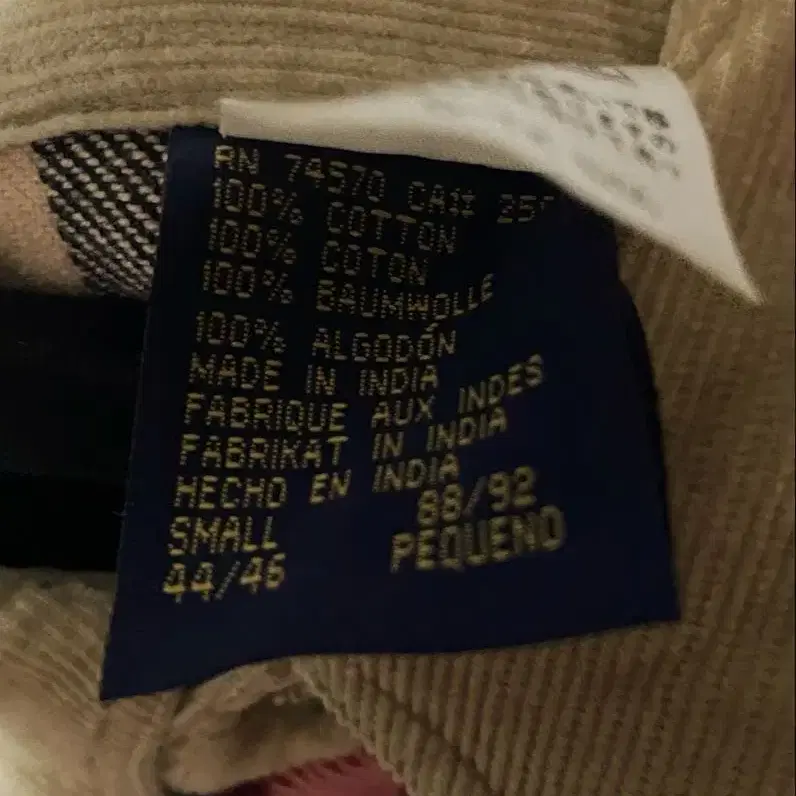 RN 74570 CA#
100% COTTON
100% COTON
100% BAUMWOLLE
100% ALGODÓN
MADE IN INDIA
FABRIQUE AUX INDES
FABRIKAT IN INDIA
HECHO EN INDIA
SMALL 88/92
44/46 PEQUENO